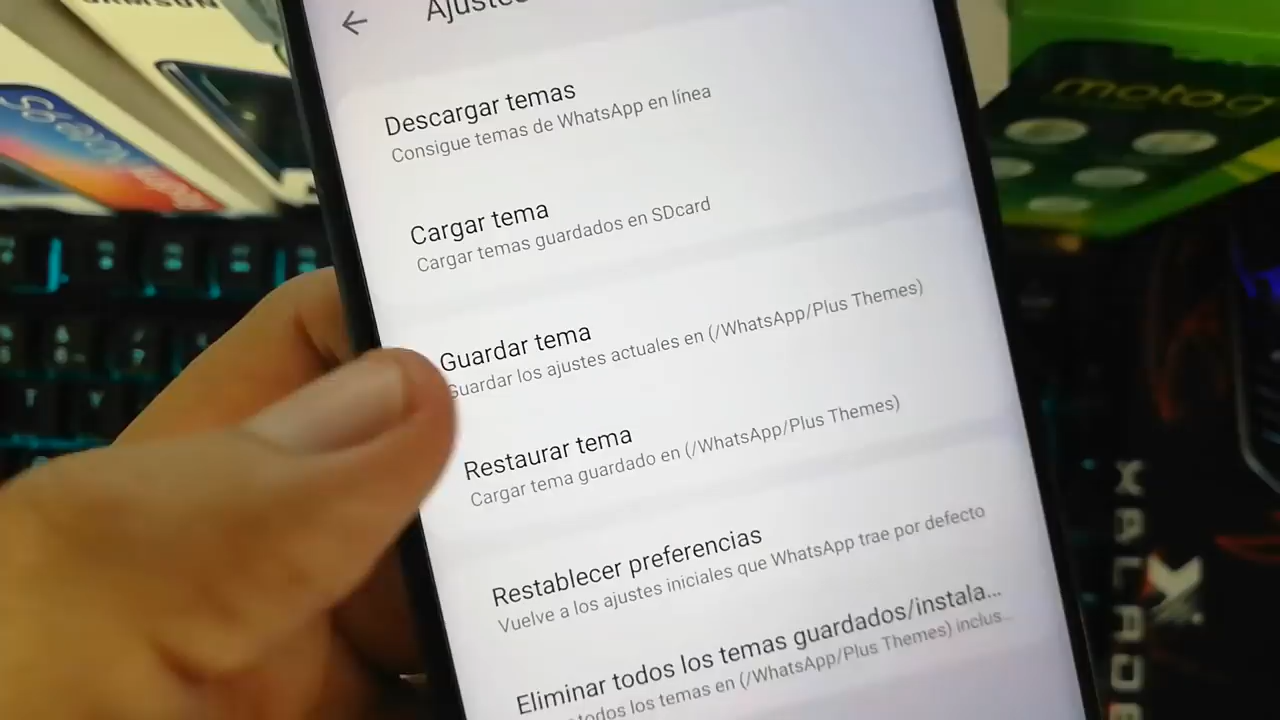 SAMSUNG
Ajustes
Descargar temas
Consigue temas de WhatsApp en línea
Cargar tema
Cargar temas guardados en SDcard
Guardar tema
Guardar los ajustes actuales en (/WhatsApp/Plus Themes)
Restaurar tema
Cargar tema guardado en (/WhatsApp/Plus Themes)
Restablecer preferencias
Vuelve a los ajustes iniciales que WhatsApp trae por defecto
Eliminar todos los temas guardados/instala...
todos los temas en (/WhatsApp/Plus Themes) inclus...
moto g